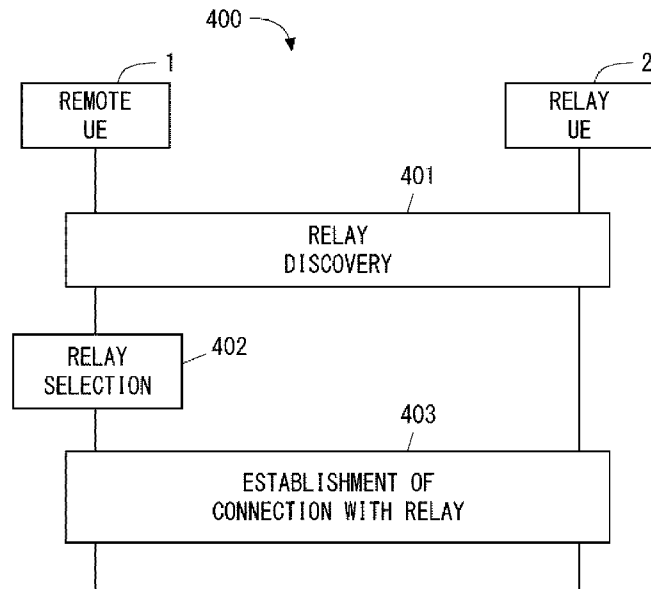 400
1
2
REMOTE
UE
RELAY
UE
401
RELAY
DISCOVERY
RELAY
SELECTION
402
403
ESTABLISHMENT OF
CONNECTION WITH RELAY